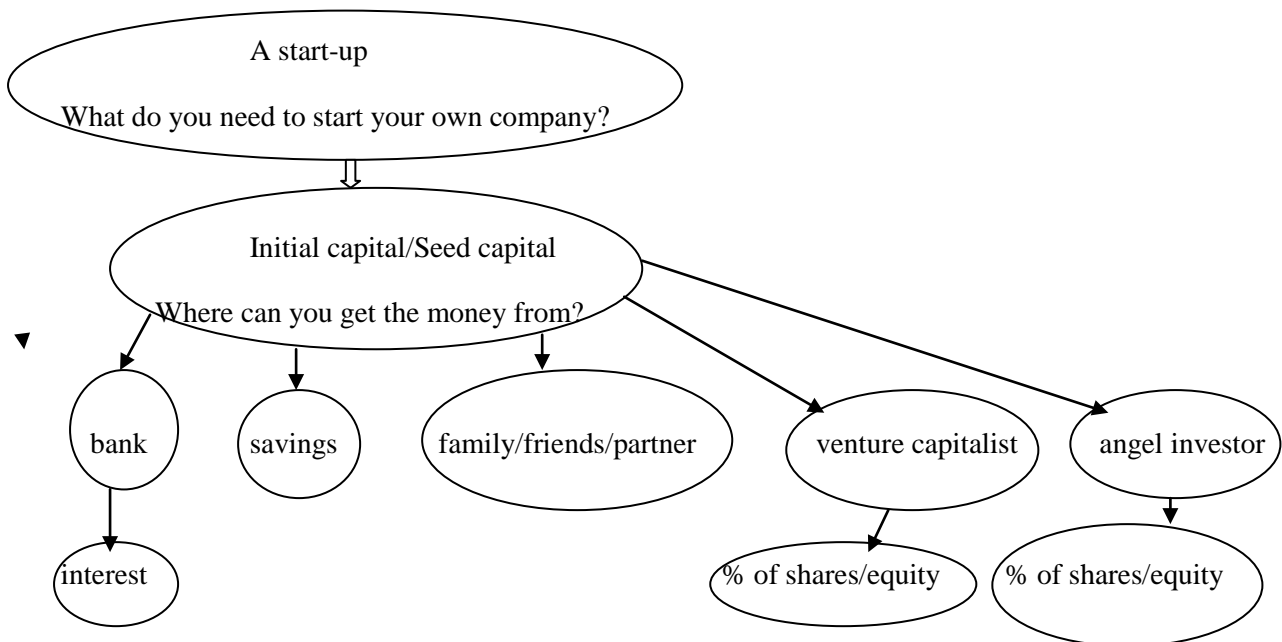 A start-up
What do you need to start your own company?
Initial capital/Seed capital
Where can you get the money from?
bank
savings
family/friends/partner
venture capitalist
angel investor
interest
% of shares/equity
% of shares/equity